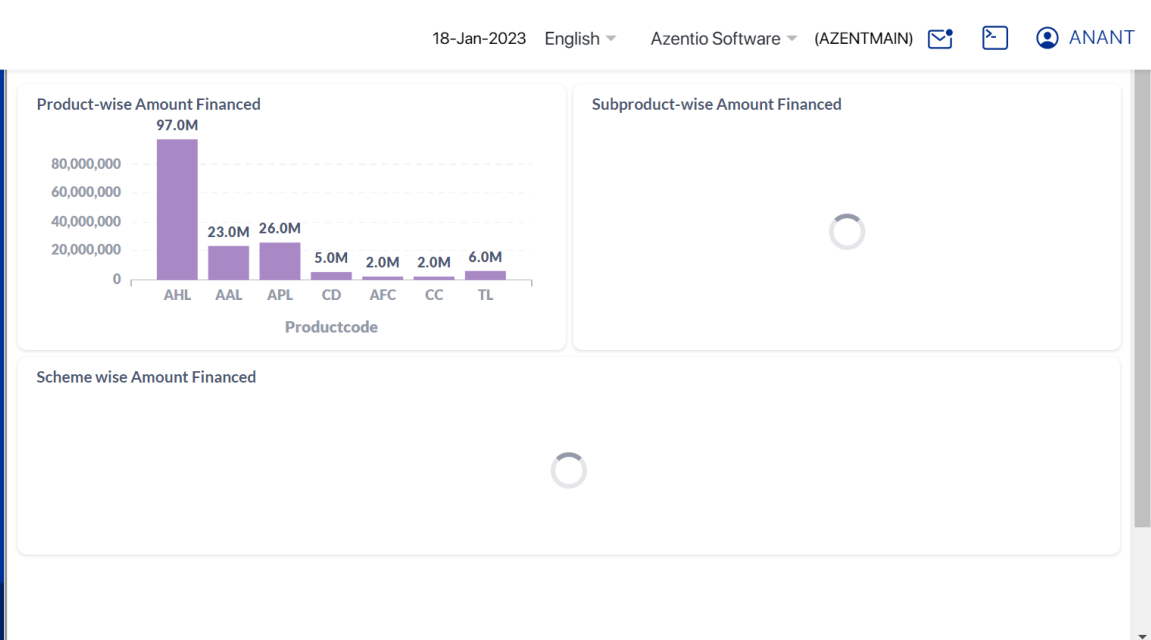 18-Jan-2023 English Azentio Software (AZENTMAIN) ANANT
Product-wise Amount Financed
97.0M
80,000,000
60,000,000
40,000,000
20,000,000
0
23.0M 26.0M
5.0M 2.0M 2.0M 6.0M
AHL AAL APL CD AFC CC TL
Productcode
Subproduct-wise Amount Financed
Scheme wise Amount Financed